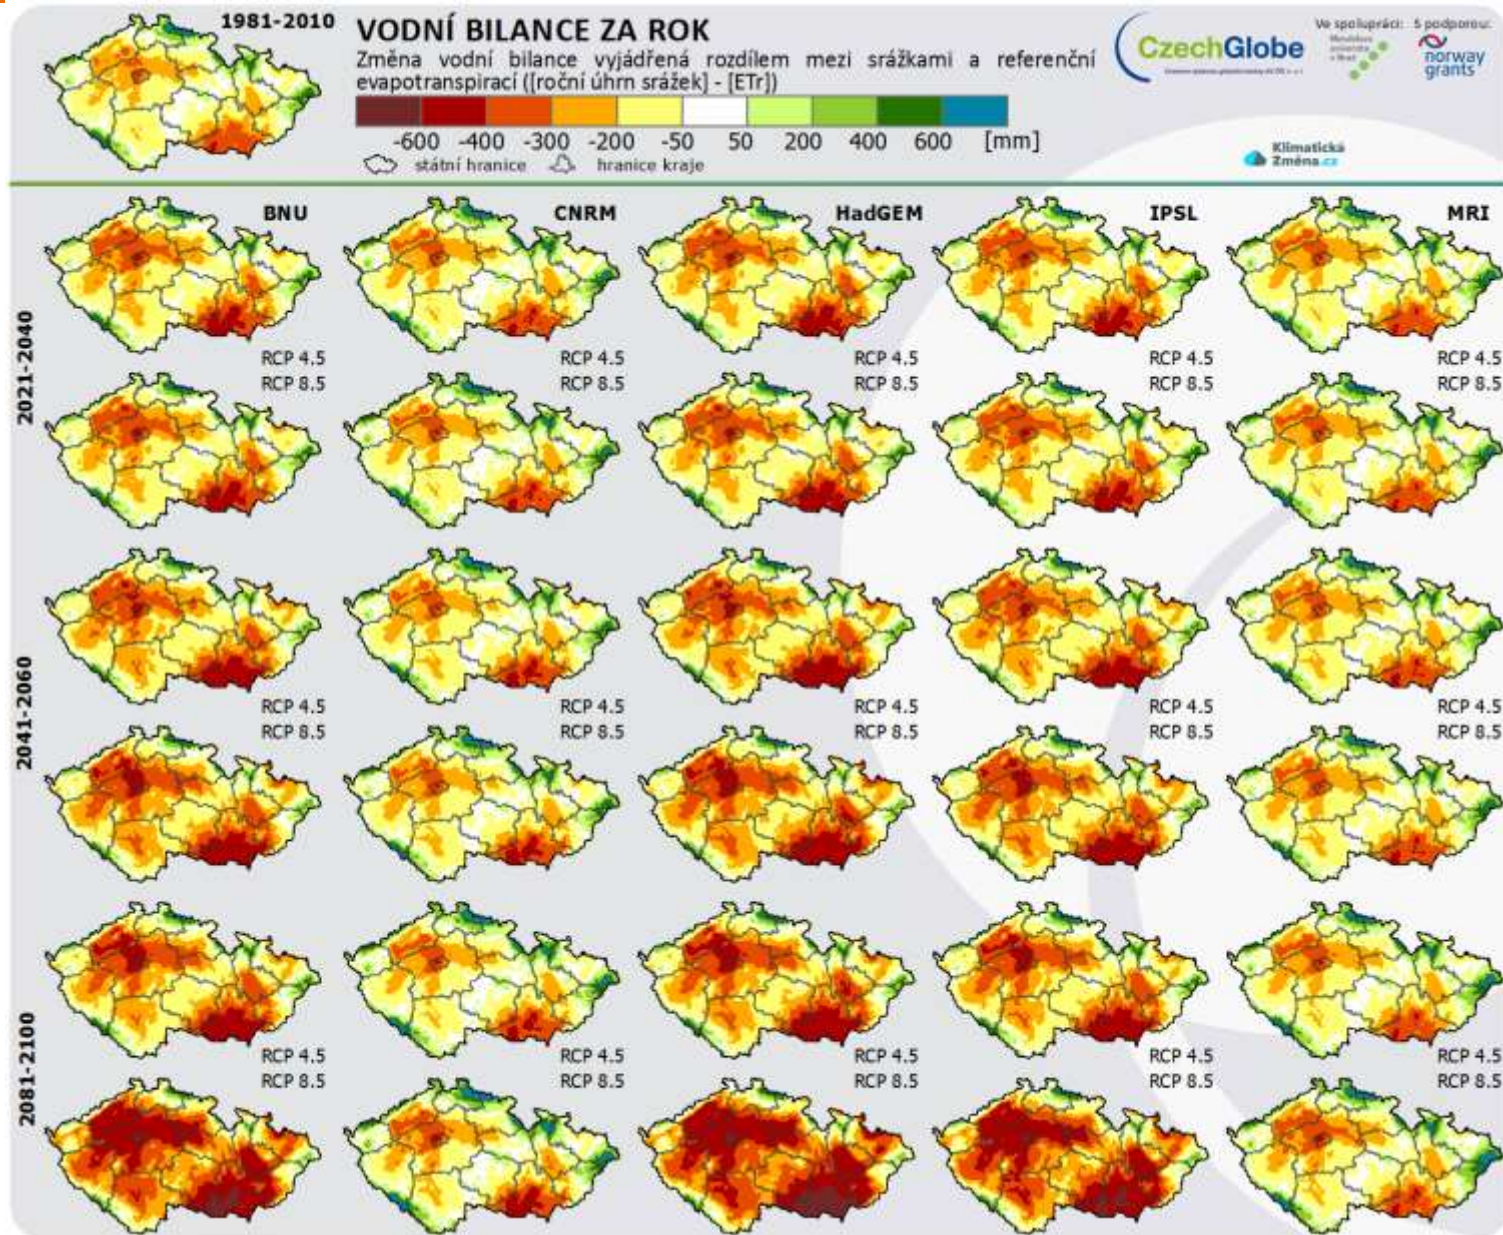 1981-2010
VODNÍ BILANCE ZA ROK
Změna vodní bilance vyjádřená rozdílem mezi srážkami a referenční
evapotranspirací ([roční úhrn srážek] - [ETr])
-600 -400 -300 -200 -50 50 200 400 600 [mm]
státní hranice hranice kraje
CzechGlobe
Ve spolupráci: S podporou:
norway
grants
Klimatická
Změna.cz
BNU CNRM HadGEM IPSL MRI
2021-2040
RCP 4.5 RCP 4.5 RCP 4.5 RCP 4.5 RCP 4.5
RCP 8.5 RCP 8.5 RCP 8.5 RCP 8.5 RCP 8.5
2041-2060
RCP 4.5 RCP 4.5 RCP 4.5 RCP 4.5 RCP 4.5
RCP 8.5 RCP 8.5 RCP 8.5 RCP 8.5 RCP 8.5
2081-2100
RCP 4.5 RCP 4.5 RCP 4.5 RCP 4.5 RCP 4.5
RCP 8.5 RCP 8.5 RCP 8.5 RCP 8.5 RCP 8.5